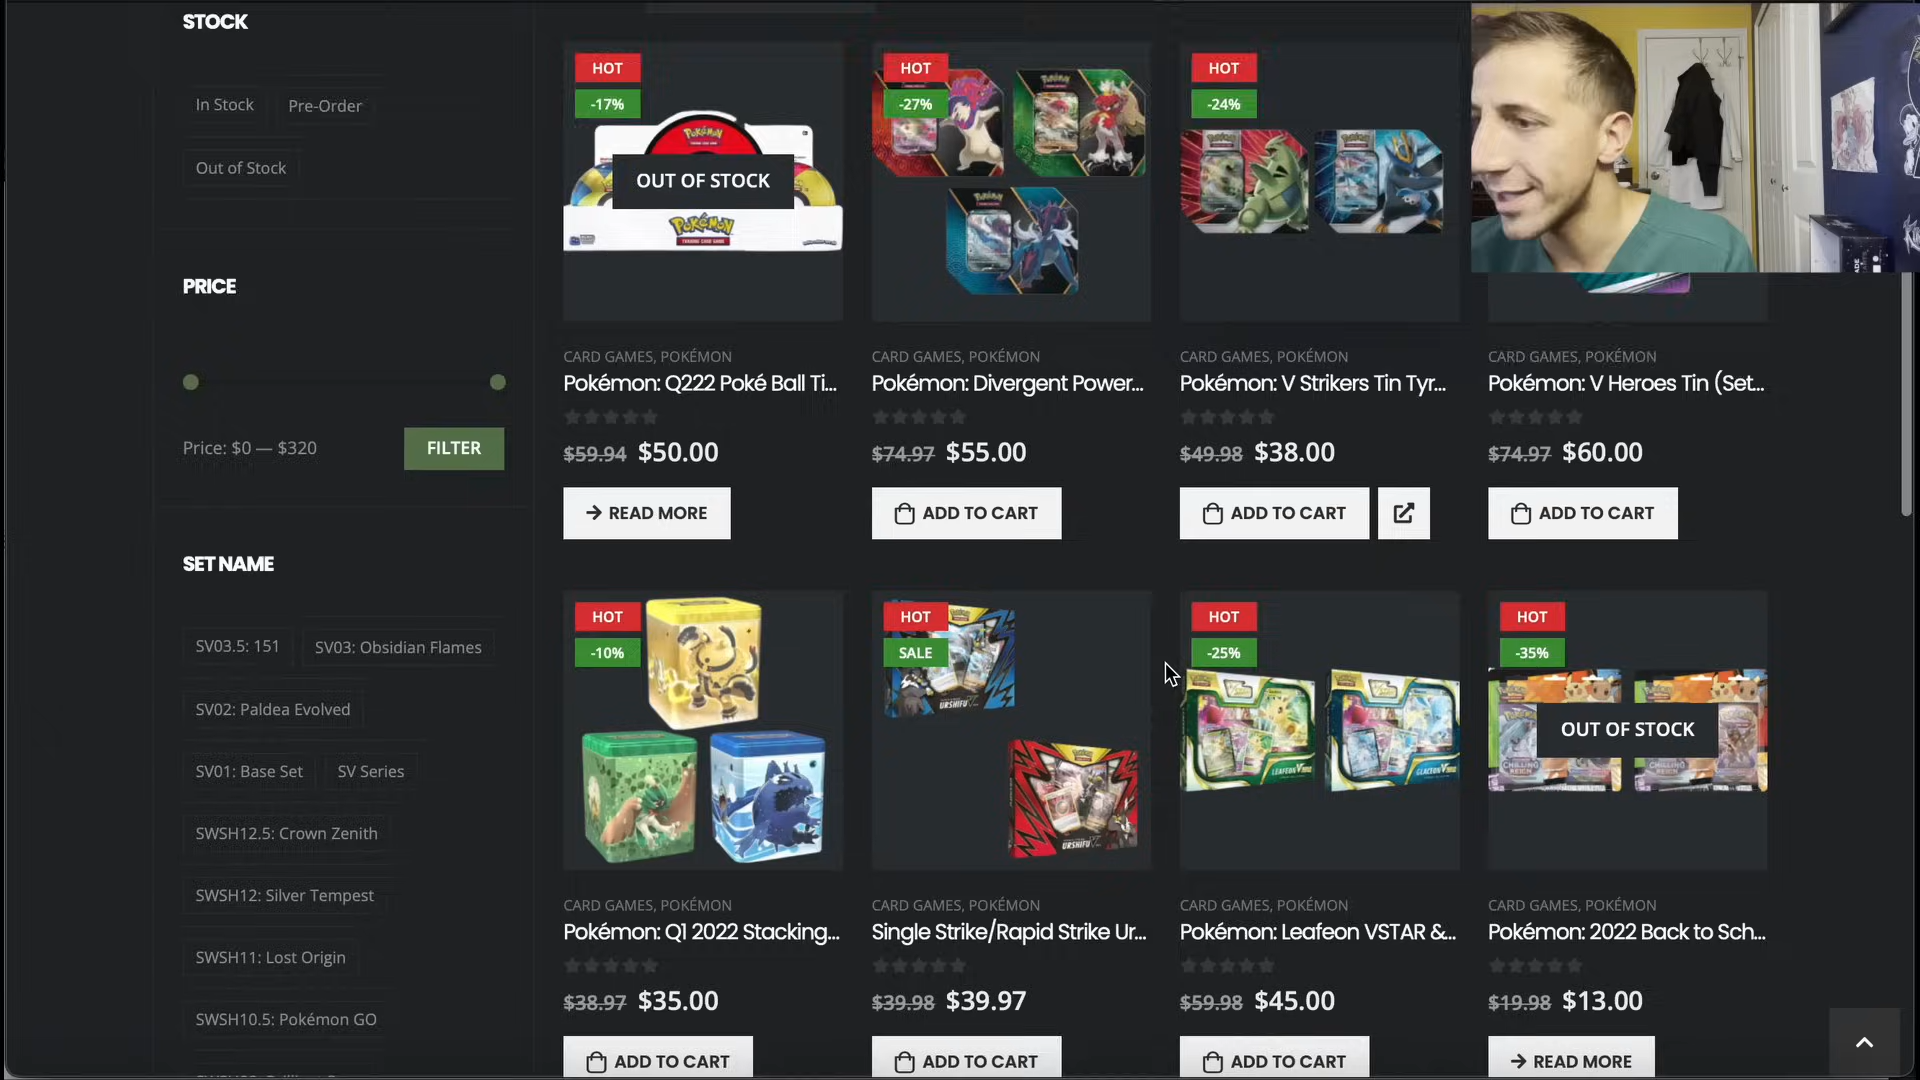 STOCK
In Stock
Pre-Order
Out of Stock
PRICE
Price: $0 — $320
FILTER
SET NAME
SV03.5: 151
SV03: Obsidian Flames
SV02: Paldea Evolved
SV01: Base Set
SV Series
SWSH12.5: Crown Zenith
SWSH12: Silver Tempest
SWSH11: Lost Origin
SWSH10.5: Pokémon GO
HOT
-17%
OUT OF STOCK
Pokémon
CARD GAMES, POKÉMON
Pokémon: Q222 Poké Ball Ti...
$59.94 $50.00
READ MORE
HOT
-27%
CARD GAMES, POKÉMON
Pokémon: Divergent Power...
$74.97 $55.00
ADD TO CART
HOT
-24%
CARD GAMES, POKÉMON
Pokémon: V Strikers Tin Tyr...
$49.98 $38.00
ADD TO CART
CARD GAMES, POKÉMON
Pokémon: V Heroes Tin (Set...
$74.97 $60.00
ADD TO CART
HOT
-10%
CARD GAMES, POKÉMON
Pokémon: Q1 2022 Stacking...
$38.97 $35.00
ADD TO CART
HOT
SALE
URSHIFU
URSHIFU
CARD GAMES, POKÉMON
Single Strike/Rapid Strike Ur...
$39.98 $39.97
ADD TO CART
HOT
-25%
LEAFEON
GLACEON
CARD GAMES, POKÉMON
Pokémon: Leafeon VSTAR &...
$59.98 $45.00
ADD TO CART
HOT
-35%
OUT OF STOCK
CHILLING REIGN
CHILLING REIGN
CARD GAMES, POKÉMON
Pokémon: 2022 Back to Sch...
$19.98 $13.00
READ MORE